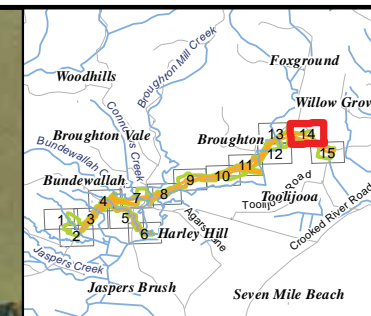 Foxground
Woodhills
Broughton Mill Creek
Willow Grov
Connollys Creek
Broughton Vale
Broughton
13
14
12
15
Bundewallah
11
Bundewallah
9
10
8
7
Toolijooa Road
Toolijooa
4
1
3
5
2
6
Harley Hill
Agars Lane
Crooked River Road
Jaspers Creek
Jaspers Brush
Seven Mile Beach